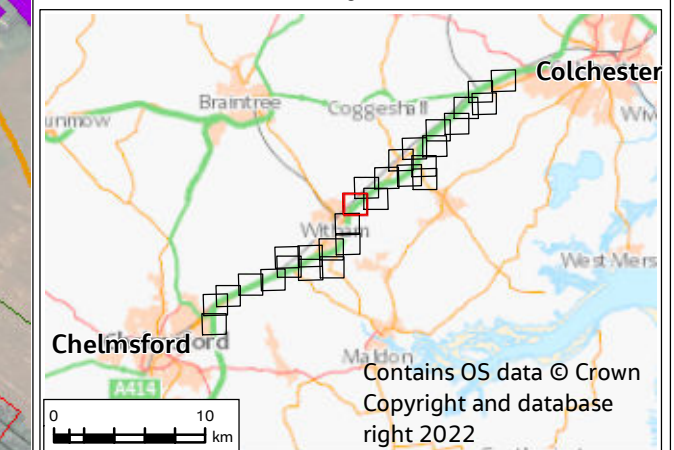 Colchester
Braintree
Coggeshall
unmow
Wiv
Witham
West Mers
Chelmsford
Maldon
A414
Contains OS data © Crown
Copyright and database
right 2022
0 10
km